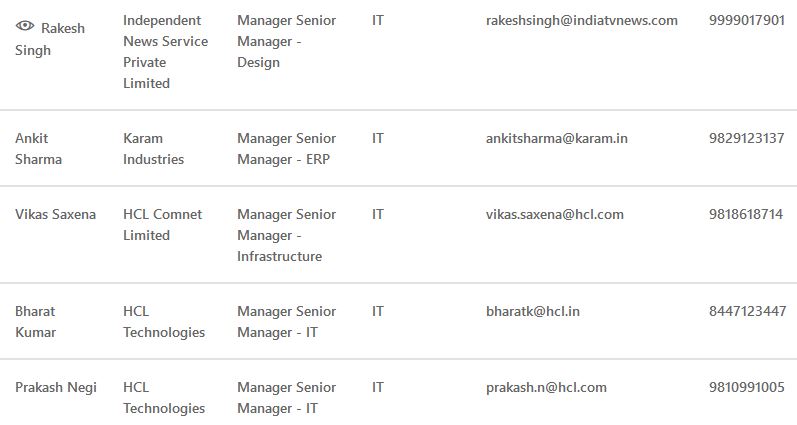 Rakesh Singh
Independent News Service Private Limited
Manager Senior Manager - Design
IT
rakeshsingh@indiatvnews.com
9999017901
Ankit Sharma
Karam Industries
Manager Senior Manager - ERP
IT
ankitsharma@karam.in
9829123137
Vikas Saxena
HCL Comnet Limited
Manager Senior Manager - Infrastructure
IT
vikas.saxena@hcl.com
9818618714
Bharat Kumar
HCL Technologies
Manager Senior Manager - IT
IT
bharatk@hcl.in
8447123447
Prakash Negi
HCL Technologies
Manager Senior Manager - IT
IT
prakash.n@hcl.com
9810991005